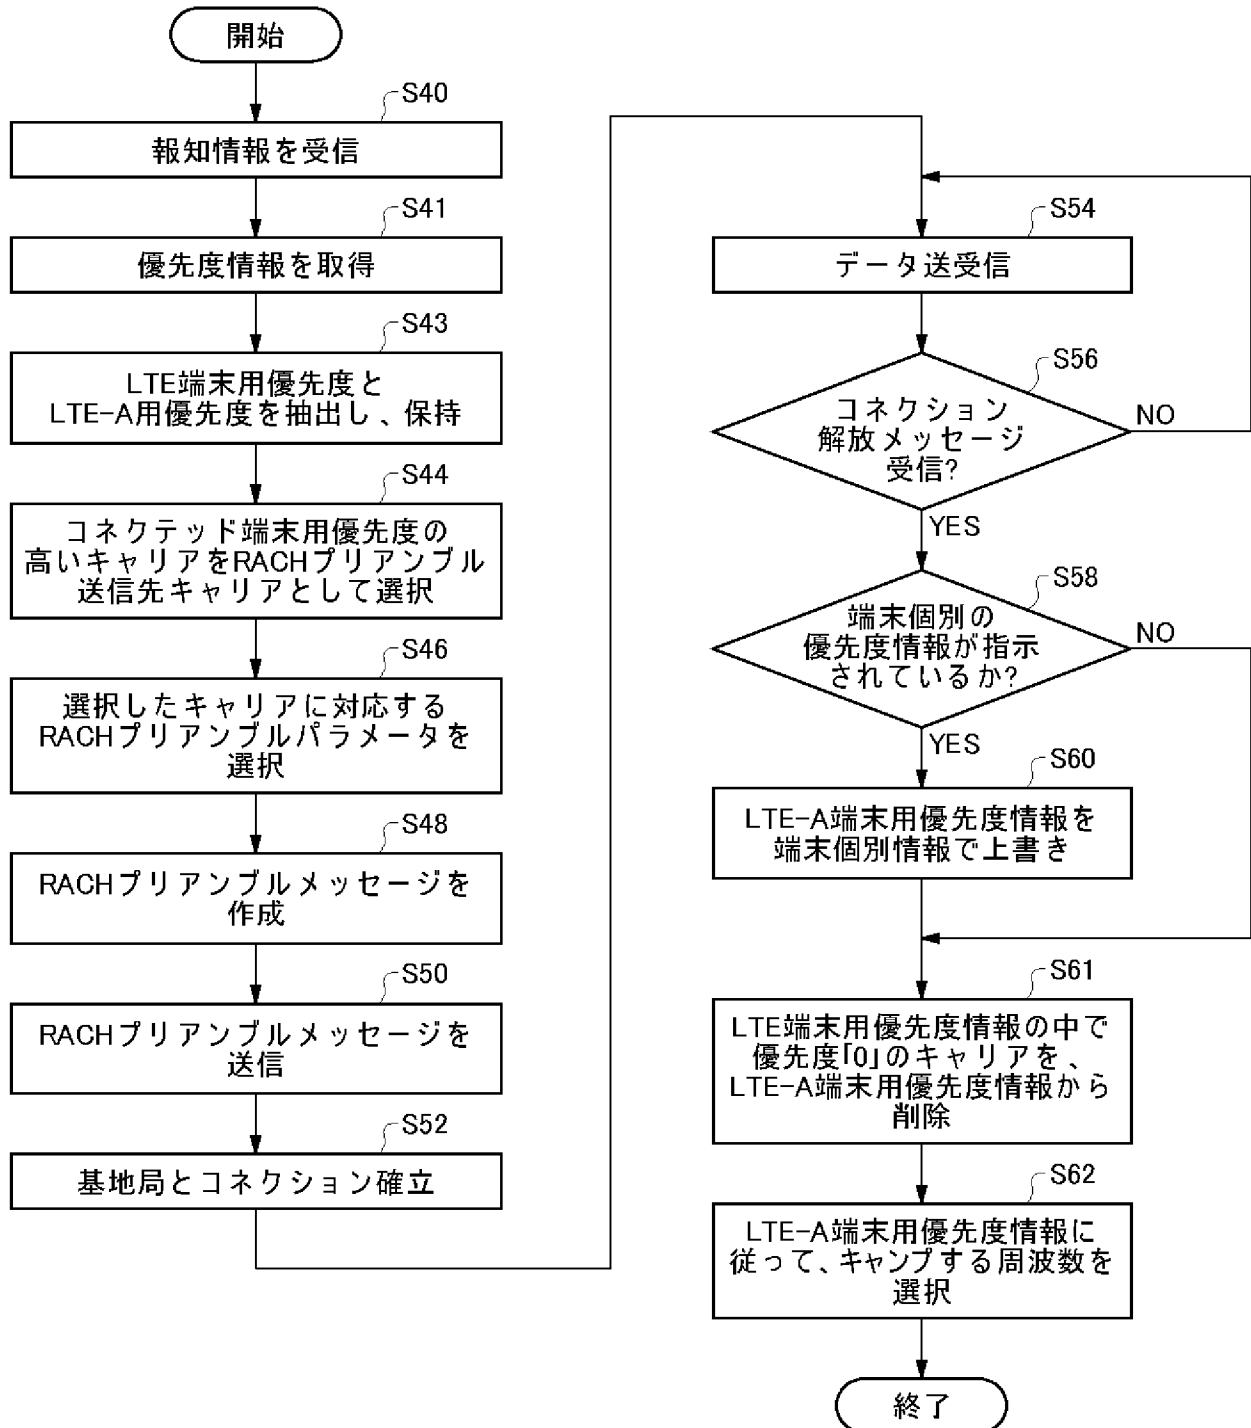 開始
S40
報知情報を受信
S41
優先度情報を取得
S43
LTE端末用優先度と
LTE-A用優先度を抽出し、保持
S44
コネクテッド端末用優先度の
高いキャリアをRACHプリアンブル
送信先キャリアとして選択
S46
選択したキャリアに対応する
RACHプリアンブルパラメータを
選択
S48
RACHプリアンブルメッセージを
作成
S50
RACHプリアンブルメッセージを
送信
S52
基地局とコネクション確立
S54
データ送受信
S56
コネクション
解放メッセージ
受信?
NO
YES
S58
端末個別の
優先度情報が指示
されているか?
NO
YES
S60
LTE-A端末用優先度情報を
端末個別情報で上書き
S61
LTE端末用優先度情報の中で
優先度「0」のキャリアを、
LTE-A端末用優先度情報から
削除
S62
LTE-A端末用優先度情報に
従って、キャンプする周波数を
選択
終了